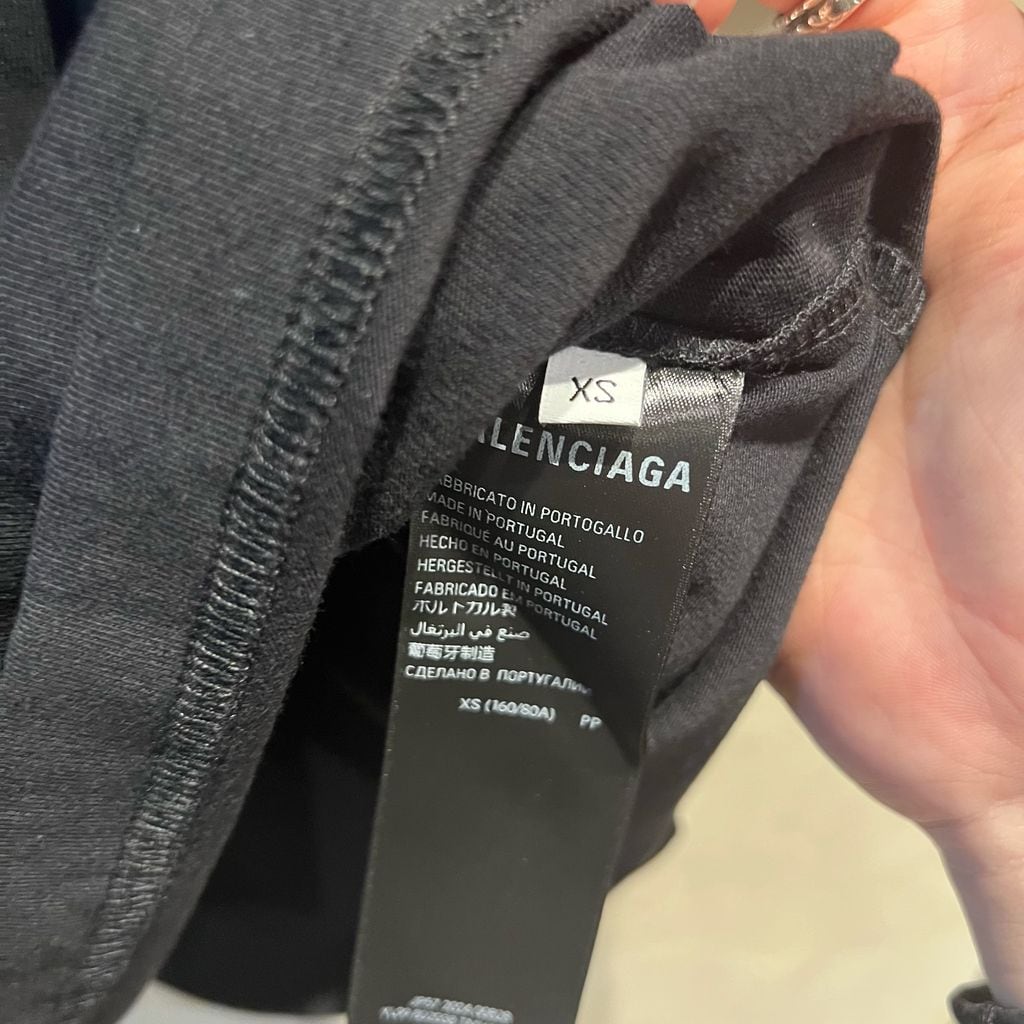 XS
ALENCIAGA
ABBRICATO IN PORTOGALLO
MADE IN PORTUGAL
FABRIQUÉ AU PORTUGAL
HECHO EN PORTUGAL
HERGESTELLT IN PORTUGAL
FABRICADO EM PORTUGAL
ポルトガル製
صنع في البرتغال
葡萄牙制造
СДЕЛАНО В ПОРТУГАЛИИ
XS (160/80A) PP